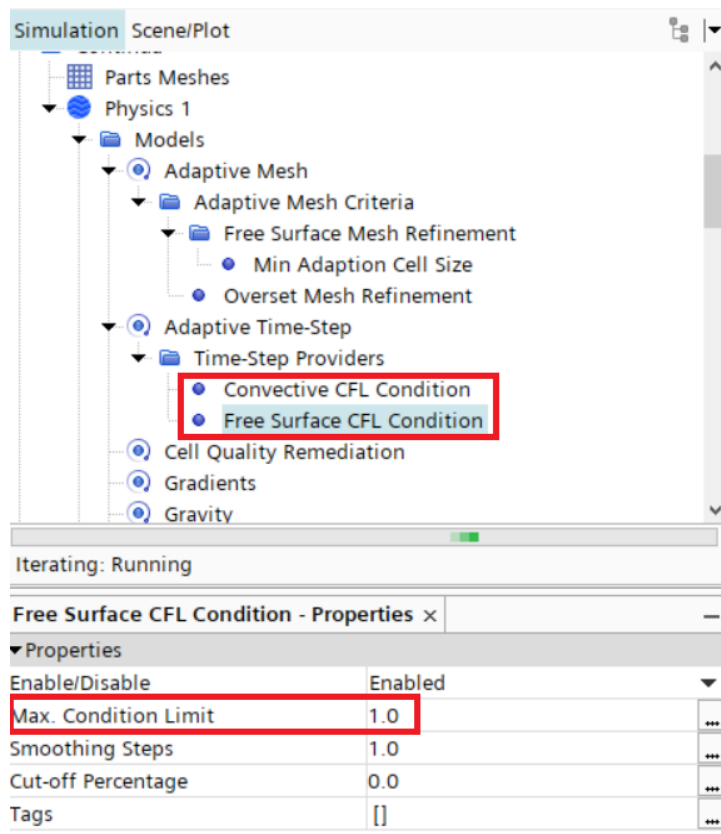 Simulation Scene/Plot
Parts Meshes
Physics 1
Models
Adaptive Mesh
Adaptive Mesh Criteria
Free Surface Mesh Refinement
Min Adaption Cell Size
Overset Mesh Refinement
Adaptive Time-Step
Time-Step Providers
Convective CFL Condition
Free Surface CFL Condition
Cell Quality Remediation
Gradients
Gravity
Iterating: Running
Free Surface CFL Condition - Properties ×
Properties
Enable/Disable Enabled
Max. Condition Limit 1.0 ...
Smoothing Steps 1.0 ...
Cut-off Percentage 0.0 ...
Tags [] ...